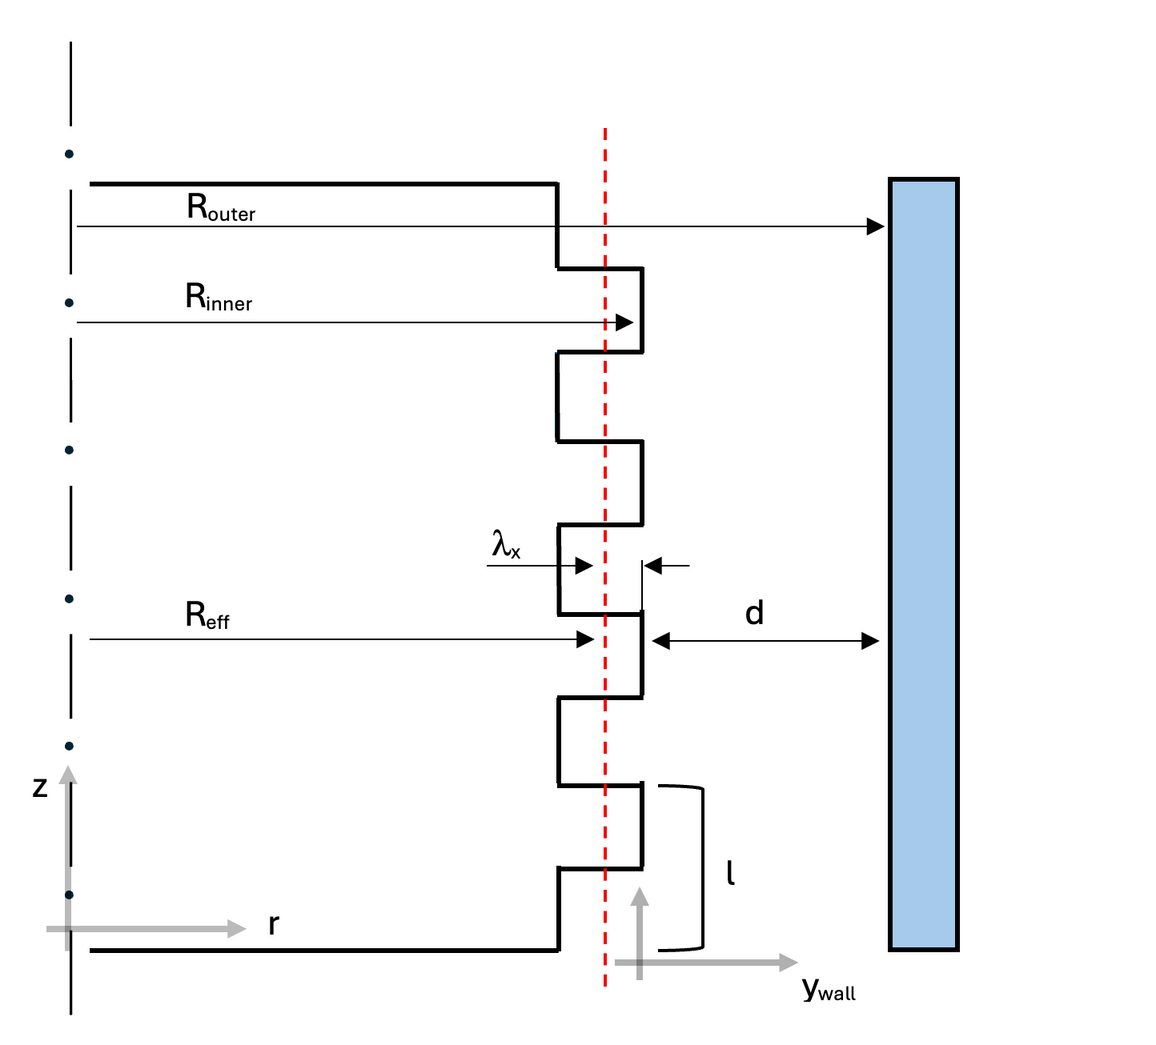 Router
Rinner
λx
Reff
d
z
l
r
ywall